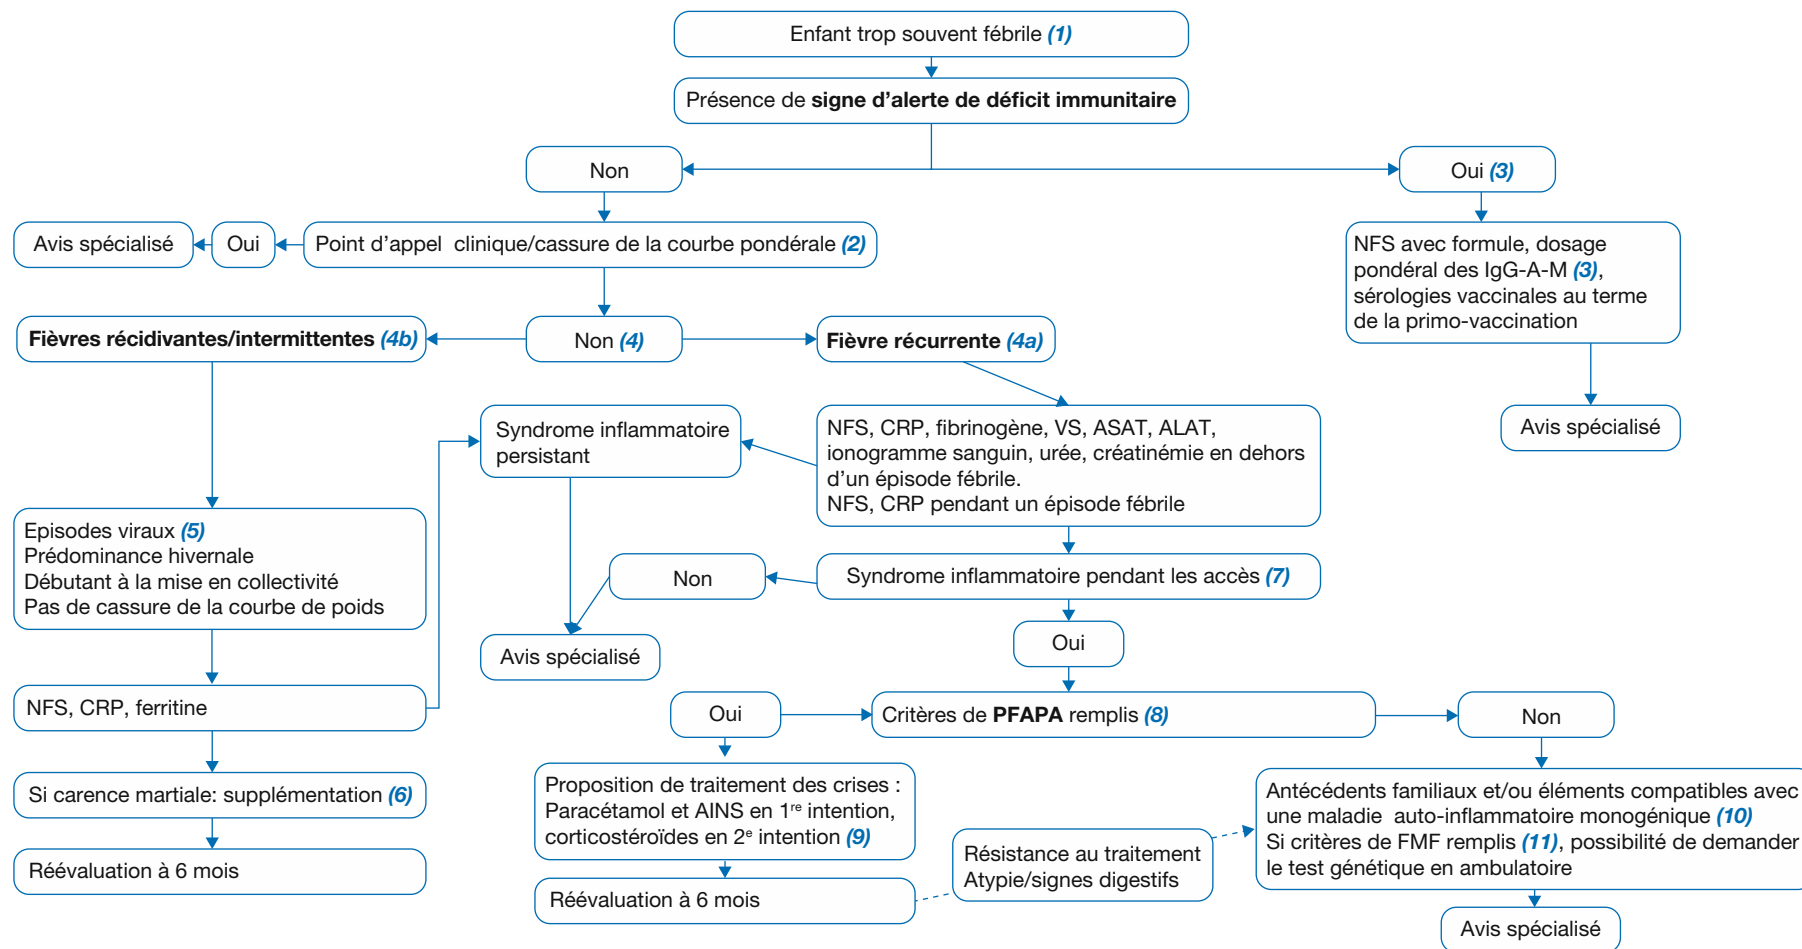 Enfant trop souvent fébrile (1)
Présence de signe d'alerte de déficit immunitaire
Non
Oui (3)
Avis spécialisé
Oui
Point d'appel clinique/cassure de la courbe pondérale (2)
NFS avec formule, dosage
pondéral des IgG-A-M (3),
sérologies vaccinales au terme
de la primo-vaccination
Fièvres récidivantes/intermittentes (4b)
Non (4)
Fièvre récurrente (4a)
Avis spécialisé
Syndrome inflammatoire
persistant
NFS, CRP, fibrinogène, VS, ASAT, ALAT,
ionogramme sanguin, urée, créatinémie en dehors
d'un épisode fébrile.
NFS, CRP pendant un épisode fébrile
Episodes viraux (5)
Prédominance hivernale
Débutant à la mise en collectivité
Pas de cassure de la courbe de poids
Non
Syndrome inflammatoire pendant les accès (7)
Oui
Avis spécialisé
NFS, CRP, ferritine
Oui
Critères de PFAPA remplis (8)
Non
Si carence martiale: supplémentation (6)
Proposition de traitement des crises :
Paracétamol et AINS en 1re intention,
corticostéroïdes en 2e intention (9)
Antécédents familiaux et/ou éléments compatibles avec
une maladie auto-inflammatoire monogénique (10)
Si critères de FMF remplis (11), possibilité de demander
le test génétique en ambulatoire
Résistance au traitement
Atypie/signes digestifs
Réévaluation à 6 mois
Réévaluation à 6 mois
Avis spécialisé